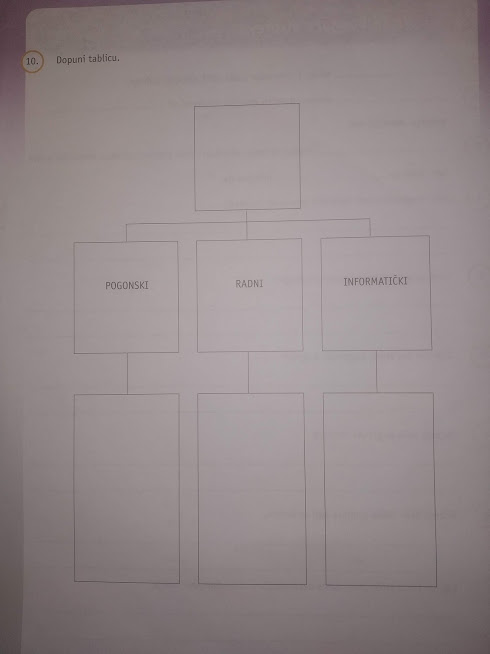 10. Dopuni tablicu.
POGONSKI
RADNI
INFORMATIČKI